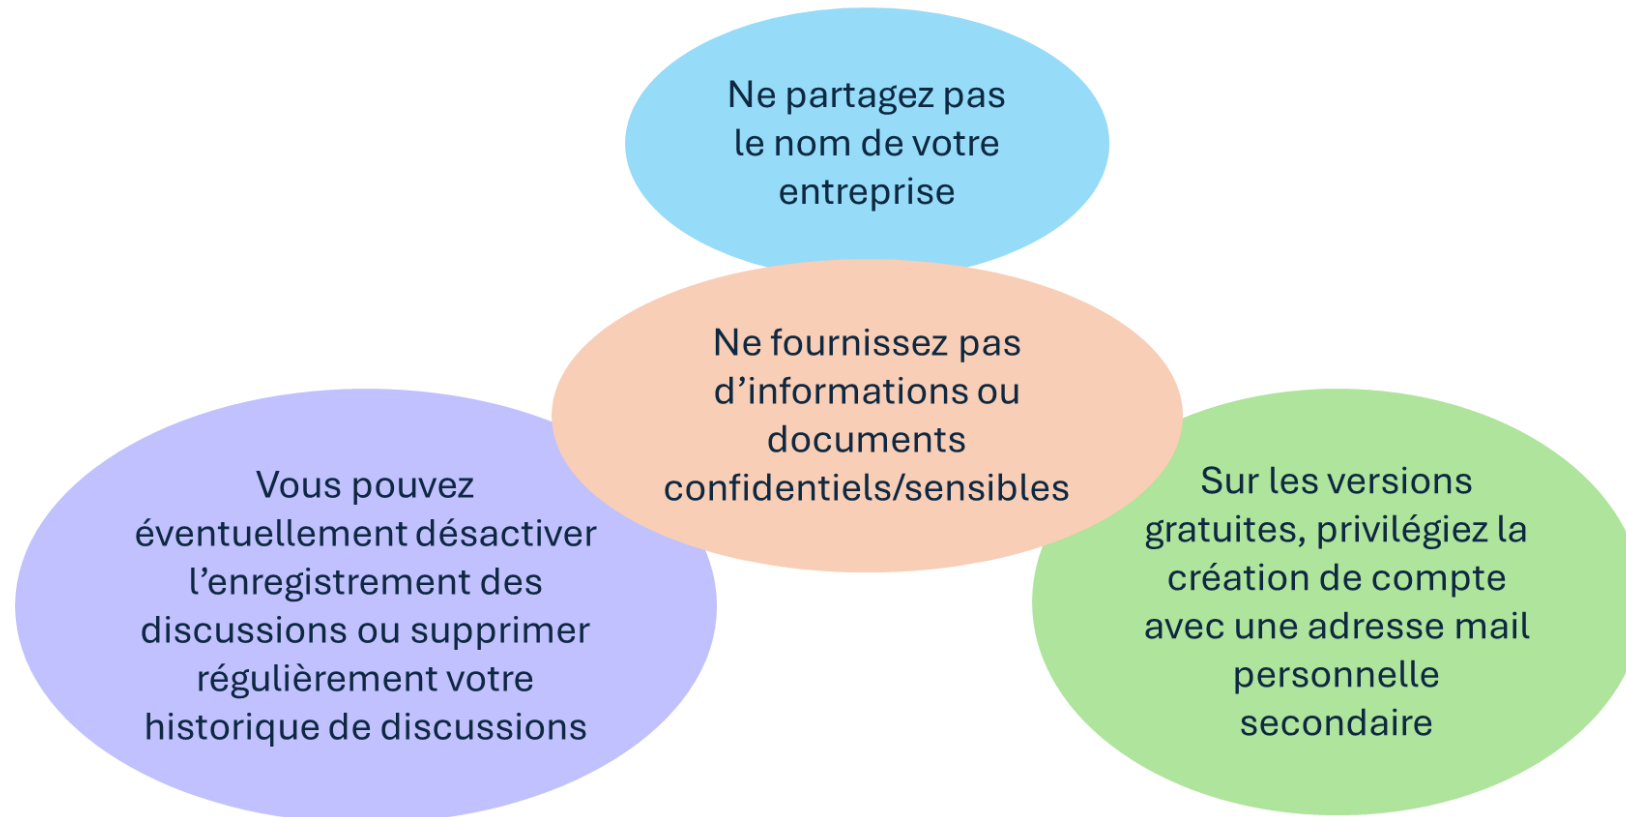 Ne partagez pas
le nom de votre
entreprise
Ne fournissez pas
d’informations ou
documents
confidentiels/sensibles
Vous pouvez
éventuellement désactiver
l’enregistrement des
discussions ou supprimer
régulièrement votre
historique de discussions
Sur les versions
gratuites, privilégiez la
création de compte
avec une adresse mail
personnelle
secondaire